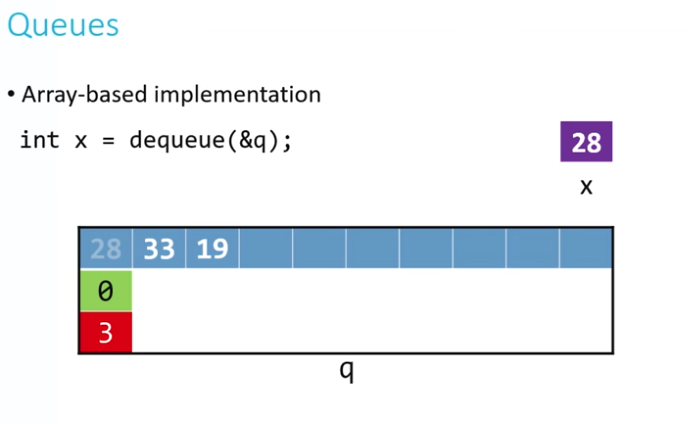 Queues
• Array-based implementation
int x = dequeue(&q);
28
x
28 33 19
0
3
q